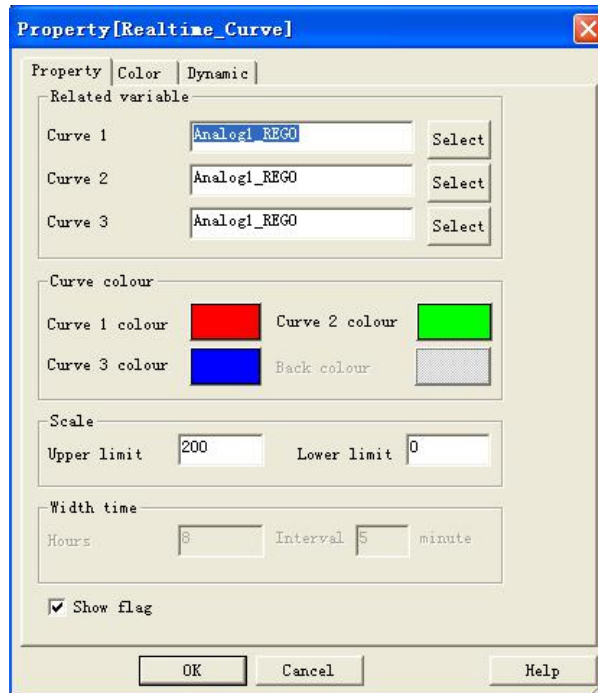 Property[Realtime_Curve]
Property Color Dynamic
Related variable
Curve 1 Analog1_REG0 Select
Curve 2 Analog1_REG0 Select
Curve 3 Analog1_REG0 Select
Curve colour
Curve 1 colour Curve 2 colour
Curve 3 colour Back colour
Scale
Upper limit 200 Lower limit 0
Width time
Hours 8 Interval 5 minute
Show flag
OK Cancel Help